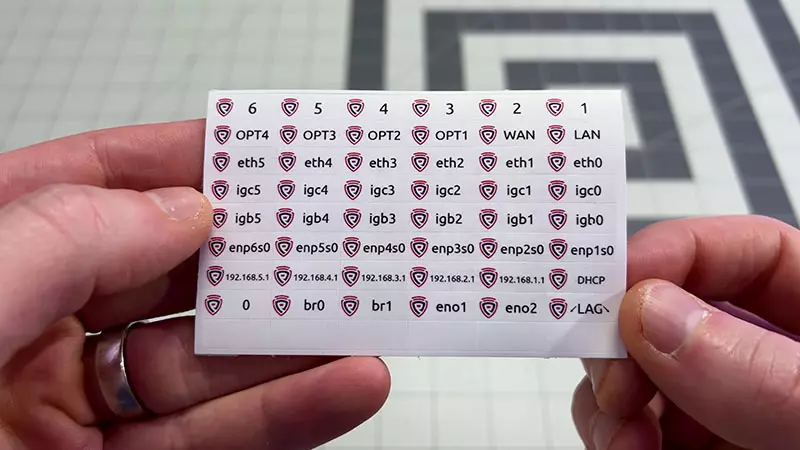 6 5 4 3 2 1
OPT4 OPT3 OPT2 OPT1 WAN LAN
eth5 eth4 eth3 eth2 eth1 eth0
igc5 igc4 igc3 igc2 igc1 igc0
igb5 igb4 igb3 igb2 igb1 igb0
enp6s0 enp5s0 enp4s0 enp3s0 enp2s0 enp1s0
192.168.5.1 192.168.4.1 192.168.3.1 192.168.2.1 192.168.1.1 DHCP
0 br0 br1 eno1 eno2 ⸍LAG⸌